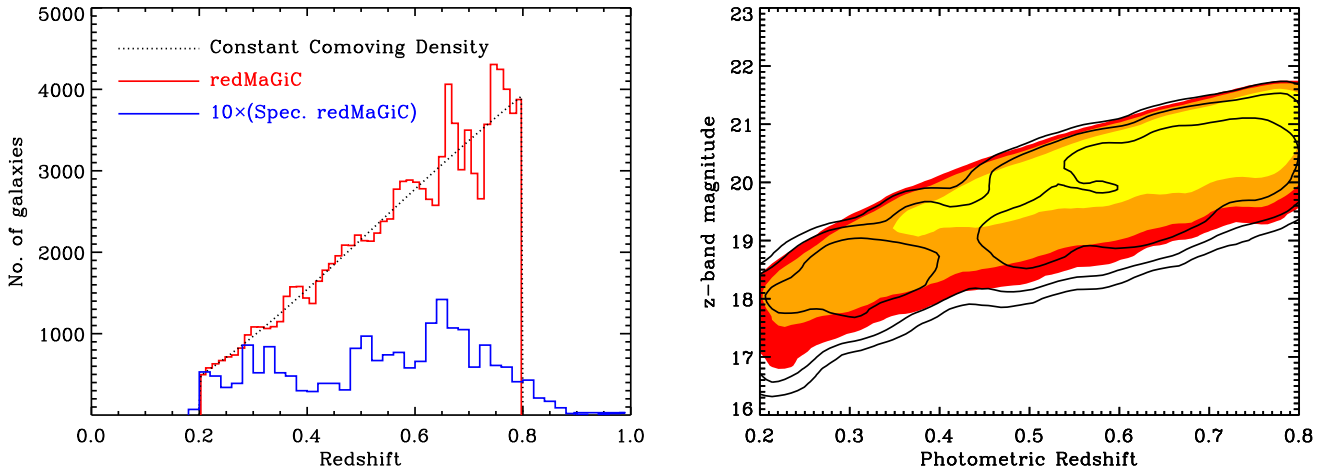 5000
4000
3000
2000
1000
No. of galaxies
Constant Comoving Density
redMaGiC
10×(Spec. redMaGiC)
0.0 0.2 0.4 0.6 0.8 1.0
Redshift
23
22
21
20
19
18
17
16
z-band magnitude
0.2 0.3 0.4 0.5 0.6 0.7 0.8
Photometric Redshift